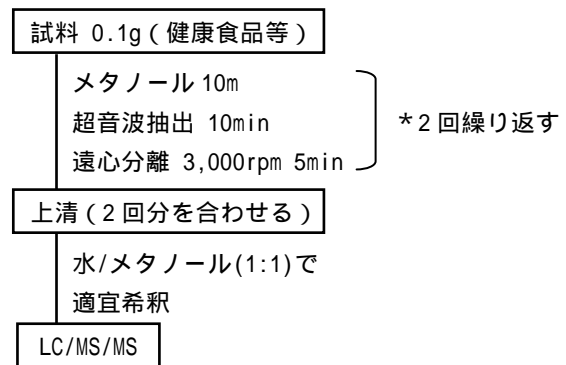 試料 0.1g(健康食品等)
メタノール 10m
超音波抽出 10min
遠心分離 3,000rpm 5min
*2回繰り返す
上清(2回分を合わせる)
水/メタノール(1:1)で
適宜希釈
LC/MS/MS